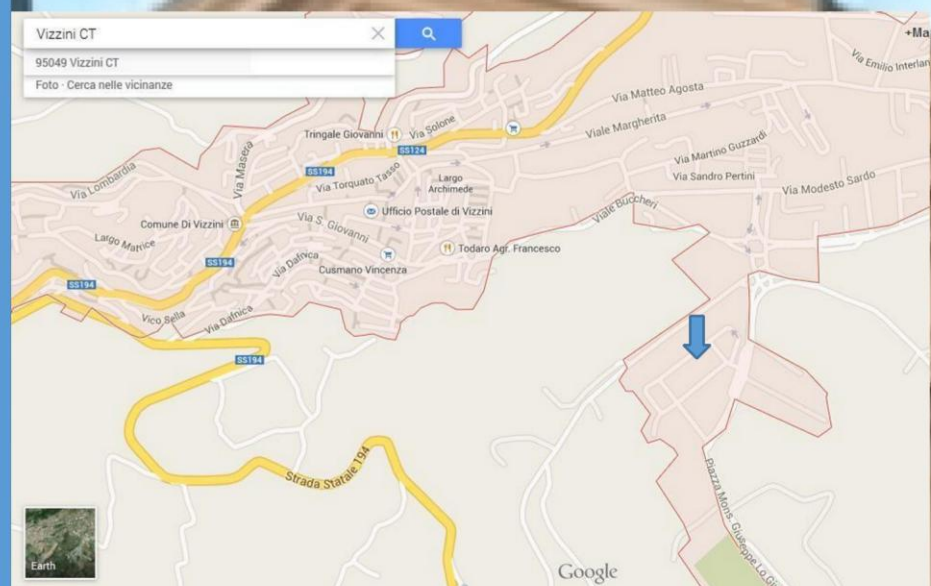 Vizzini CT
95049 Vizzini CT
Foto · Cerca nelle vicinanze
+Ma
Via Emilio Interlan
Via Matteo Agosta
Viale Margherita
Tringale Giovanni
Via Solone
SS124
Via Martino Guzzardi
Via Masera
SS194
Via Torquato Tasso
Largo
Archimede
Via Sandro Pertini
Via Modesto Sardo
Via Lombardia
Ufficio Postale di Vizzini
Viale Buccheri
Comune Di Vizzini
Via S. Giovanni
Largo Matrice
Todaro Agr. Francesco
SS194
Via Dafnica
Cusmano Vincenza
SS194
Vico Sella
Via Dafnica
SS194
Strada Statale 194
Piazza Mons. Giuseppe Lo Gi
Earth
Google